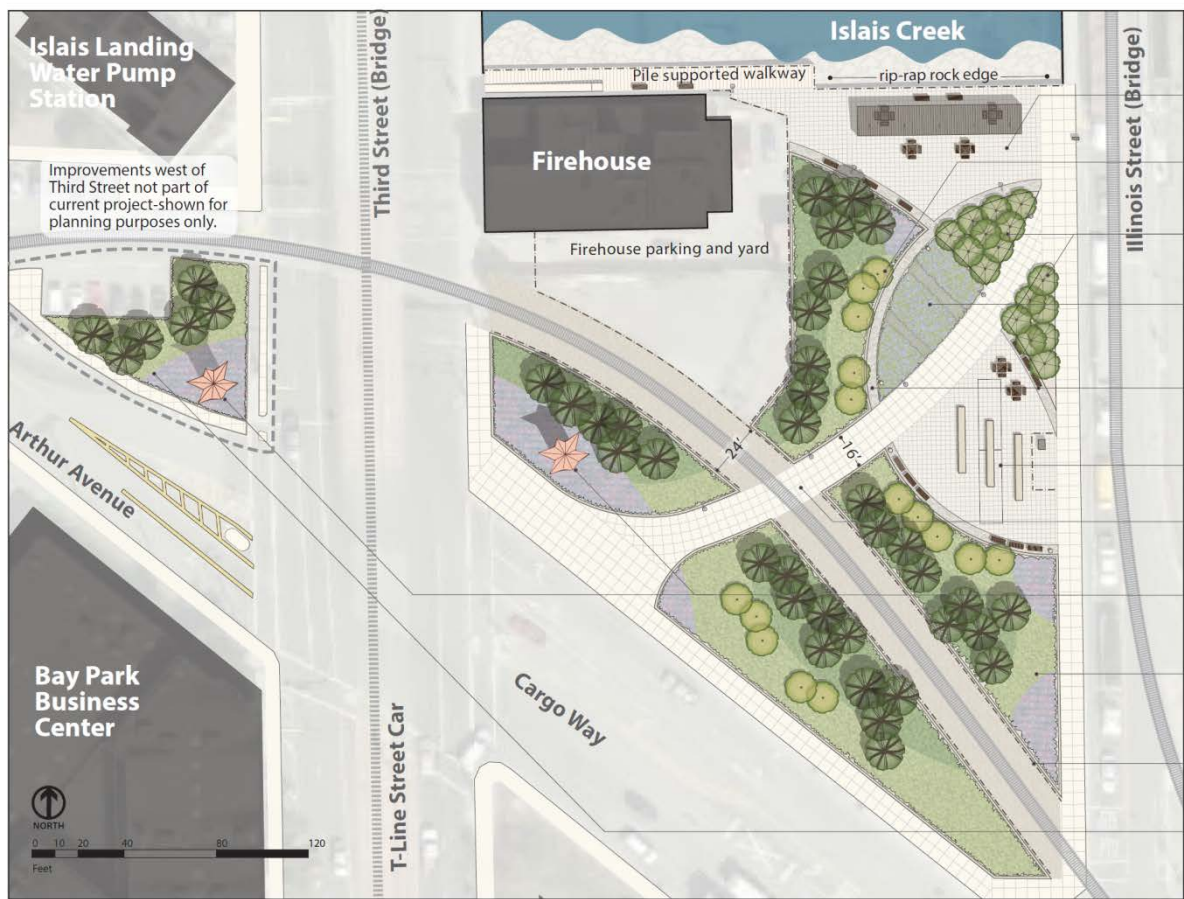 Islais Landing
Water Pump
Station
Improvements west of
Third Street not part of
current project-shown for
planning purposes only.
Third Street (Bridge)
Islais Creek
Pile supported walkway
rip-rap rock edge
Firehouse
Firehouse parking and yard
Illinois Street (Bridge)
24'
16'
Arthur Avenue
Cargo Way
Bay Park
Business
Center
T-Line Street Car
NORTH
0 10 20 40 80 120
Feet